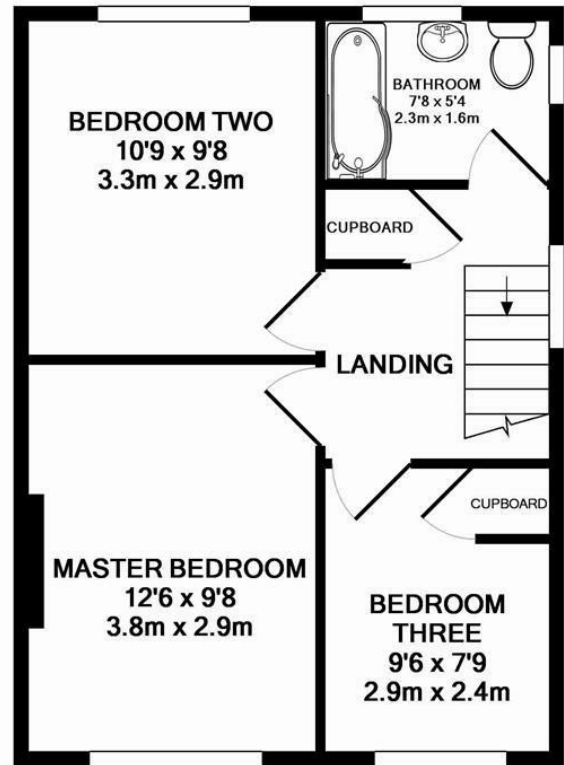 BEDROOM TWO
10'9 x 9'8
3.3m x 2.9m
BATHROOM
7'8 x 5'4
2.3m x 1.6m
CUPBOARD
LANDING
CUPBOARD
MASTER BEDROOM
12'6 x 9'8
3.8m x 2.9m
BEDROOM
THREE
9'6 x 7'9
2.9m x 2.4m